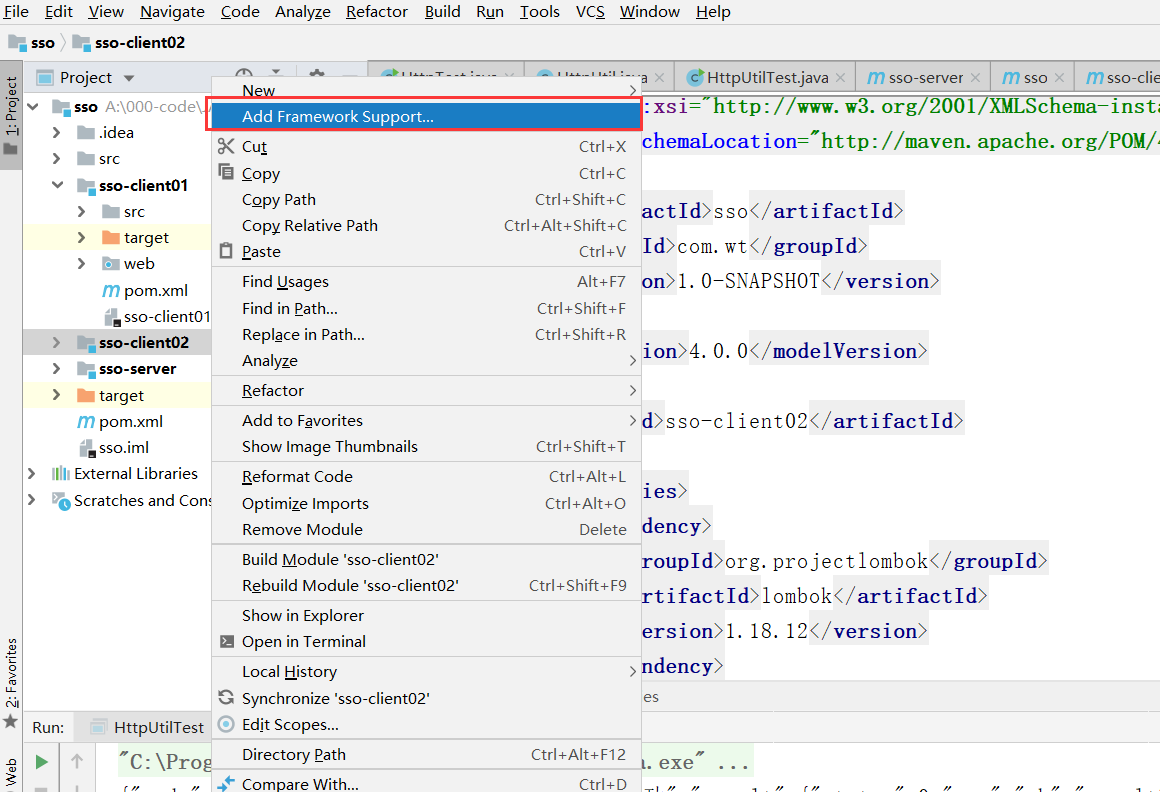 File Edit View Navigate Code Analyze Refactor Build Run Tools VCS Window Help
sso sso-client02
1: Project
Project
HttpUtilTest.java sso-server sso sso-clie
sso A:\000-code\
.idea
src
sso-client01
src
target
web
pom.xml
sso-client01
sso-client02
sso-server
target
pom.xml
sso.iml
External Libraries
Scratches and Cons
New
Add Framework Support...
Cut Ctrl+X
Copy Ctrl+C
Copy Path Ctrl+Shift+C
Copy Relative Path Ctrl+Alt+Shift+C
Paste Ctrl+V
Find Usages Alt+F7
Find in Path... Ctrl+Shift+F
Replace in Path... Ctrl+Shift+R
Analyze
Refactor
Add to Favorites
Show Image Thumbnails Ctrl+Shift+T
Reformat Code Ctrl+Alt+L
Optimize Imports Ctrl+Alt+O
Remove Module Delete
Build Module 'sso-client02'
Rebuild Module 'sso-client02' Ctrl+Shift+F9
Show in Explorer
Open in Terminal
Local History
Synchronize 'sso-client02'
Edit Scopes...
Directory Path Ctrl+Alt+F12
Compare With... Ctrl+D
:xsi="http://www.w3.org/2001/XMLSchema-insta
chemaLocation="http://maven.apache.org/POM/4
actId>sso</artifactId>
Id>com.wt</groupId>
on>1.0-SNAPSHOT</version>
ion>4.0.0</modelVersion>
d>sso-client02</artifactId>
ies>
dency>
roupId>org.projectlombok</groupId>
rtifactId>lombok</artifactId>
ersion>1.18.12</version>
ndency>
es
2: Favorites
Web
Run: HttpUtilTest
"C:\Prog
a.exe" ...